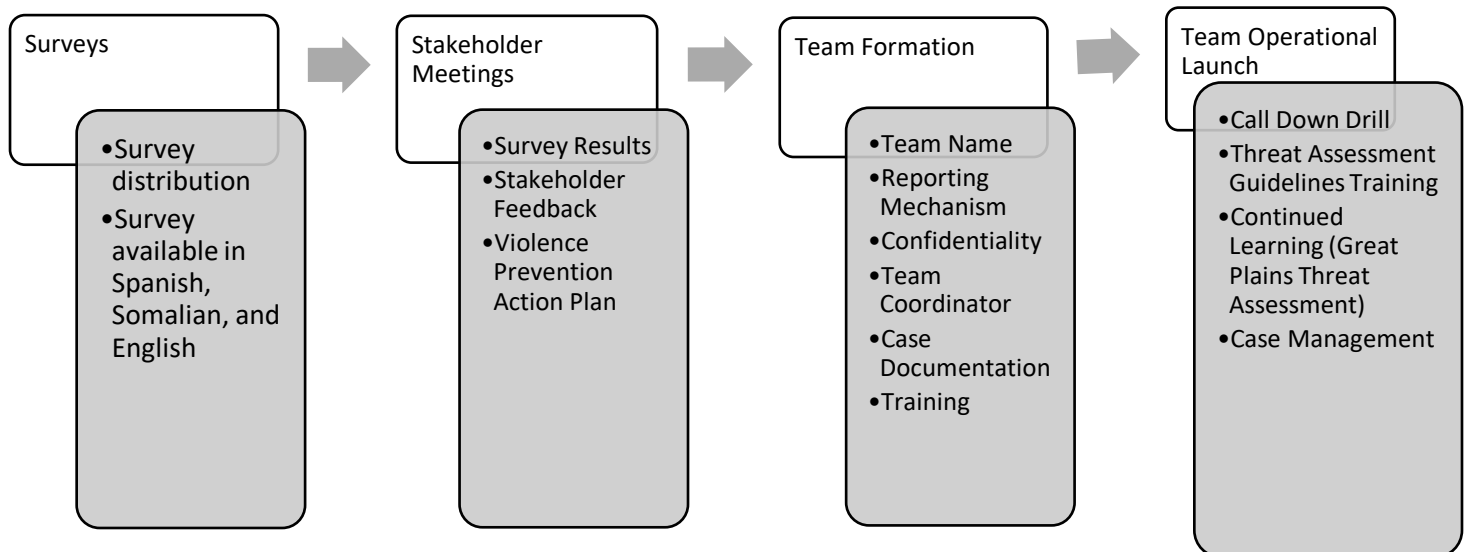 Surveys
•Survey
distribution
•Survey
available in
Spanish,
Somalian, and
English
Stakeholder
Meetings
•Survey Results
•Stakeholder
Feedback
•Violence
Prevention
Action Plan
Team Formation
•Team Name
•Reporting
Mechanism
•Confidentiality
•Team
Coordinator
•Case
Documentation
•Training
Team Operational
Launch
•Call Down Drill
•Threat Assessment
Guidelines Training
•Continued
Learning (Great
Plains Threat
Assessment)
•Case Management